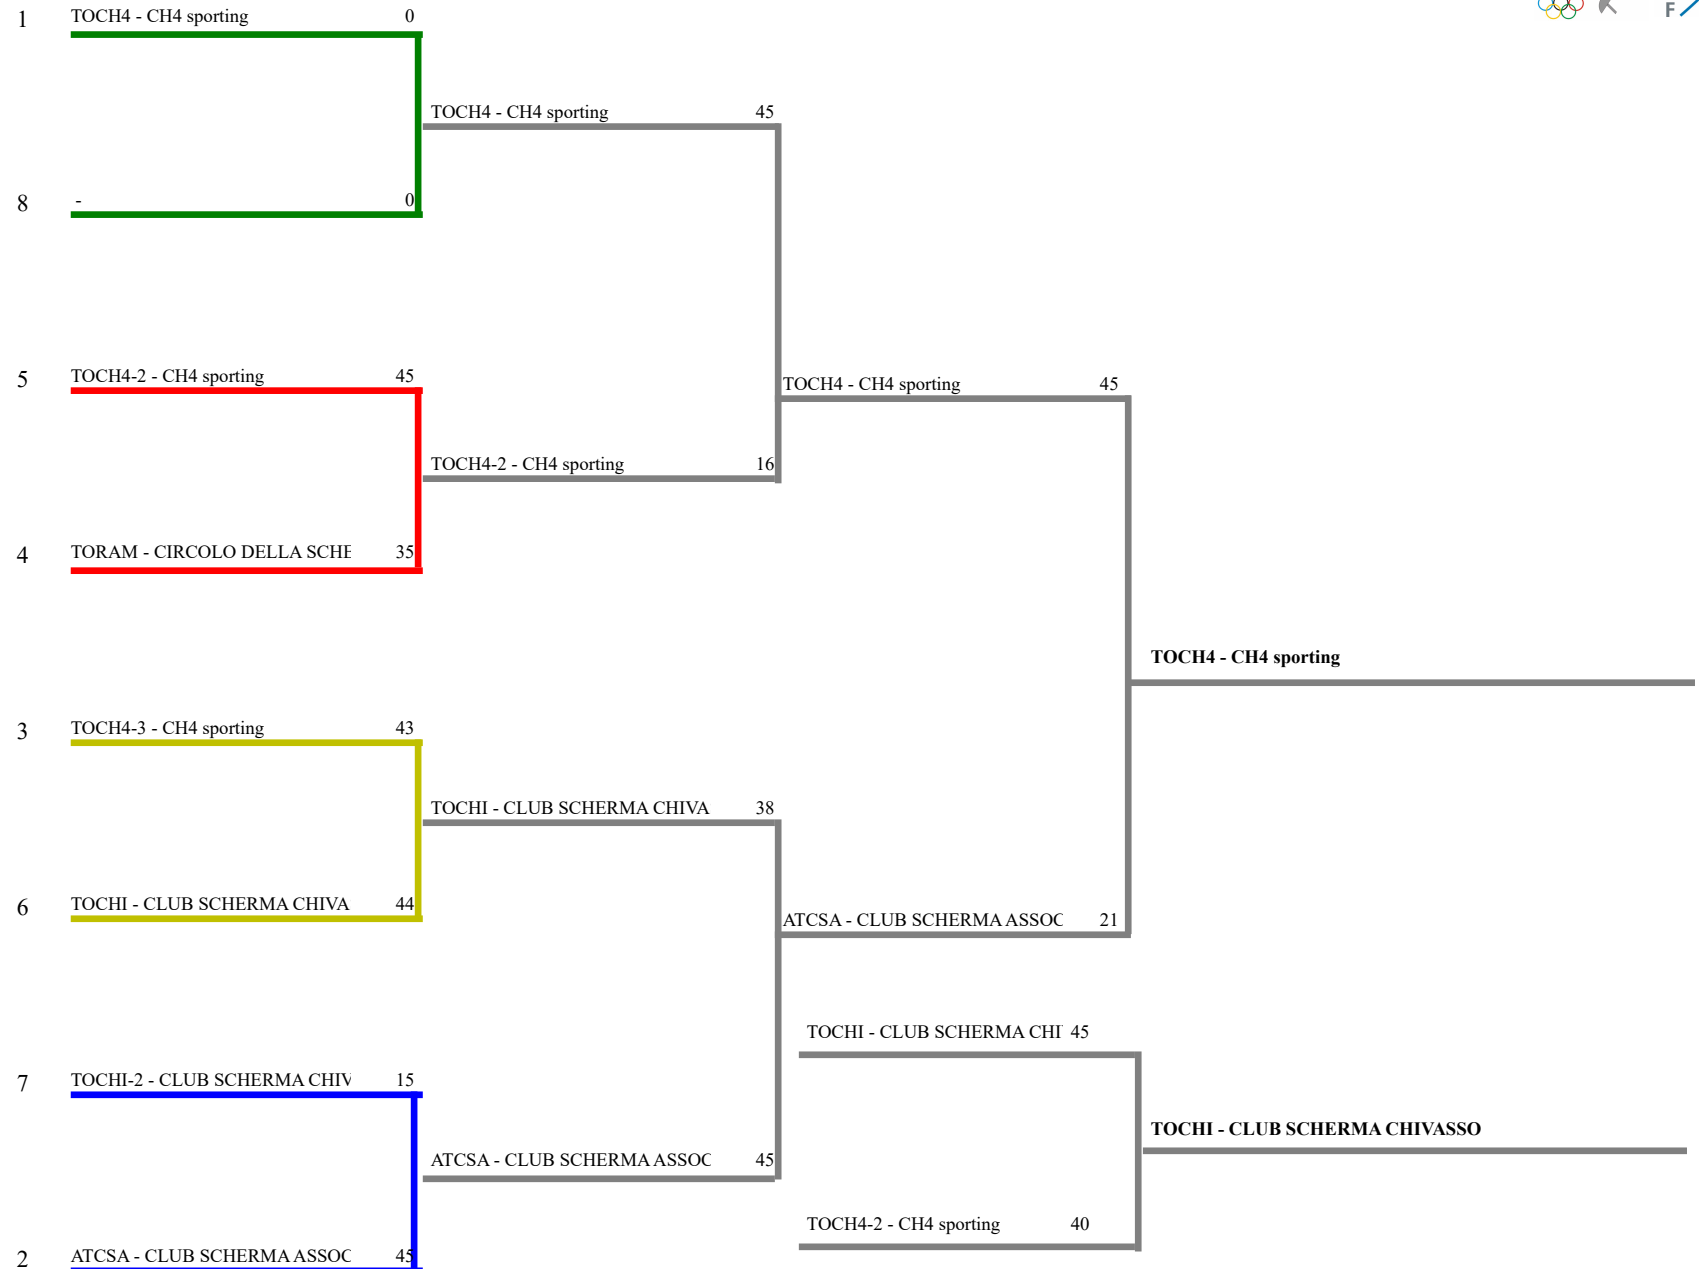 1 TOCH4 - CH4 sporting 0
F
TOCH4 - CH4 sporting 45
8 - 0
5 TOCH4-2 - CH4 sporting 45
TOCH4 - CH4 sporting 45
TOCH4-2 - CH4 sporting 16
4 TORAM - CIRCOLO DELLA SCHE 35
TOCH4 - CH4 sporting
3 TOCH4-3 - CH4 sporting 43
TOCHI - CLUB SCHERMA CHIVA 38
6 TOCHI - CLUB SCHERMA CHIVA 44
ATCSA - CLUB SCHERMA ASSOC 21
TOCHI - CLUB SCHERMA CHI 45
7 TOCHI-2 - CLUB SCHERMA CHIV 15
TOCHI - CLUB SCHERMA CHIVASSO
ATCSA - CLUB SCHERMA ASSOC 45
TOCH4-2 - CH4 sporting 40
2 ATCSA - CLUB SCHERMA ASSOC 45